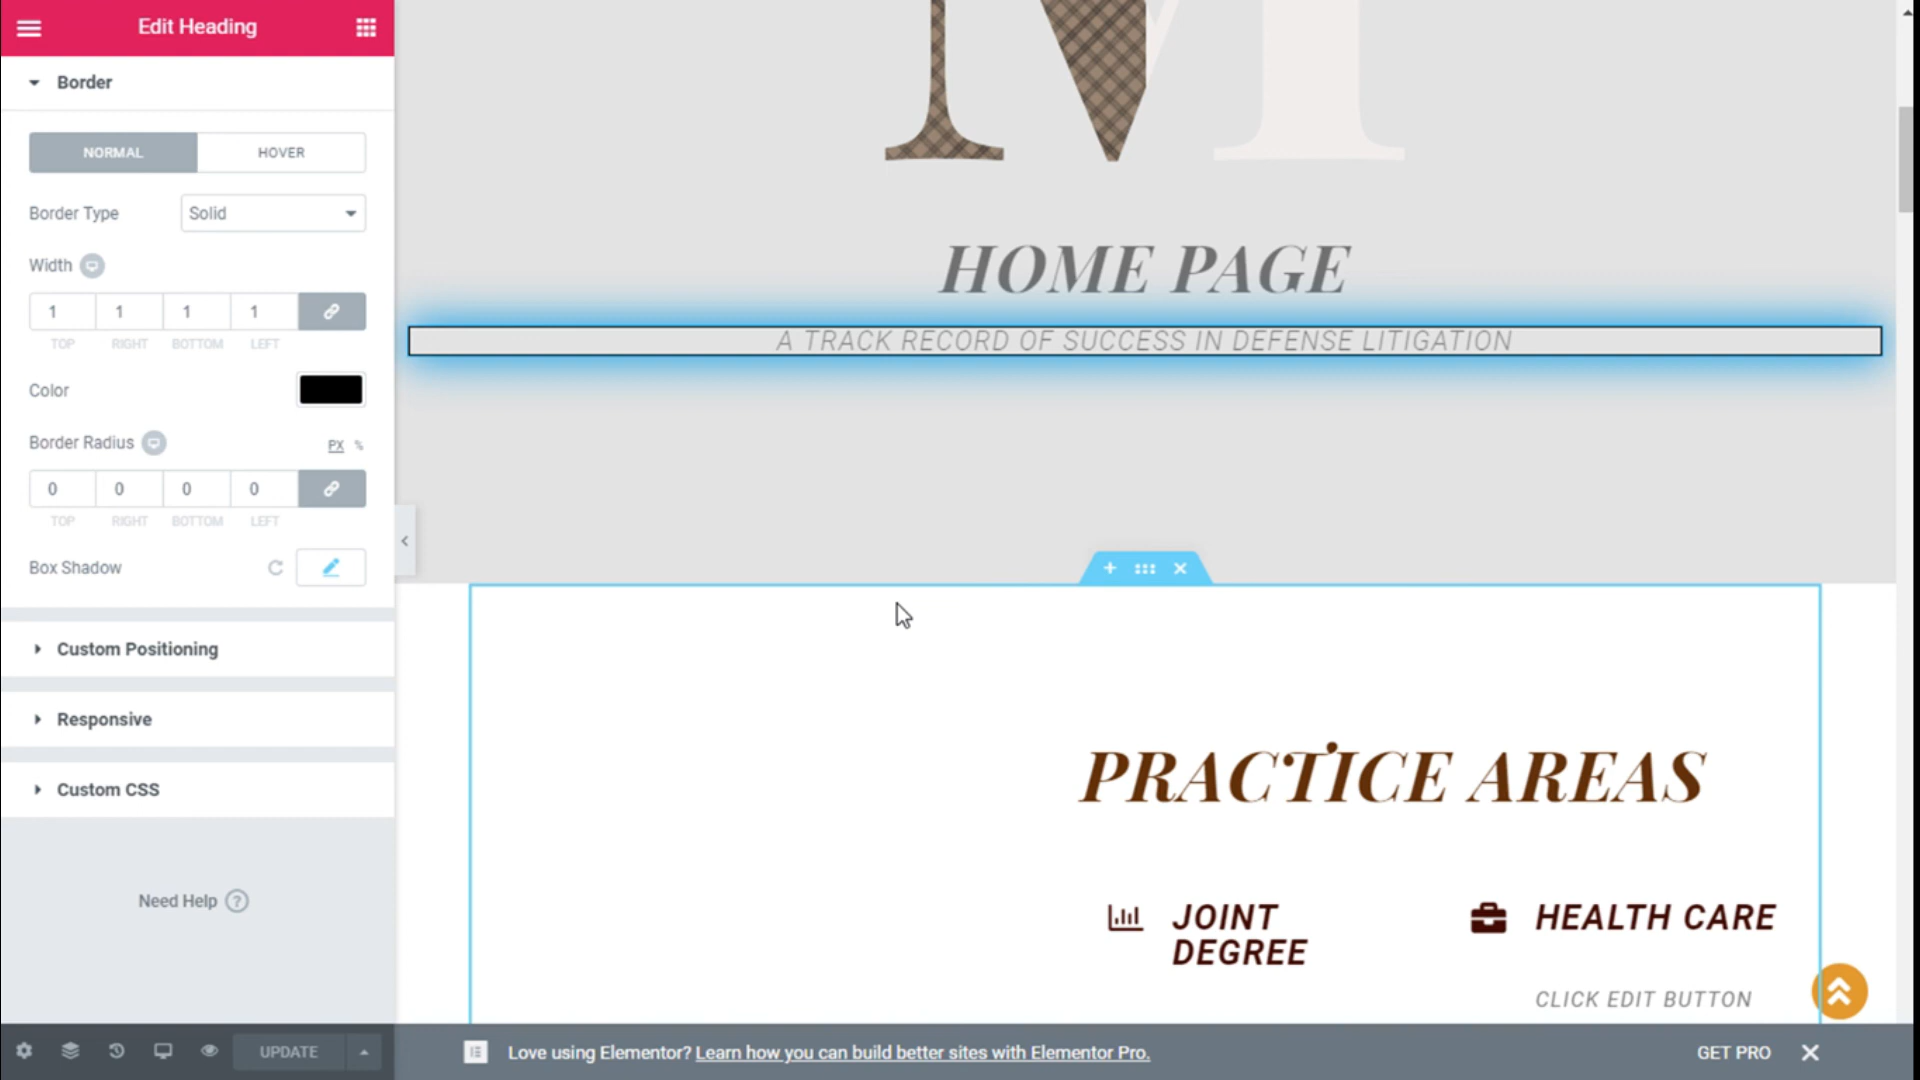 Edit Heading
Border
NORMAL HOVER
Border Type Solid
Width
1 1 1 1
TOP RIGHT BOTTOM LEFT
Color
Border Radius PX %
0 0 0 0
TOP RIGHT BOTTOM LEFT
Box Shadow
Custom Positioning
Responsive
Custom CSS
Need Help ?
UPDATE
M
HOME PAGE
A TRACK RECORD OF SUCCESS IN DEFENSE LITIGATION
PRACTICE AREAS
JOINT
DEGREE
HEALTH CARE
CLICK EDIT BUTTON
Love using Elementor? Learn how you can build better sites with Elementor Pro.
GET PRO